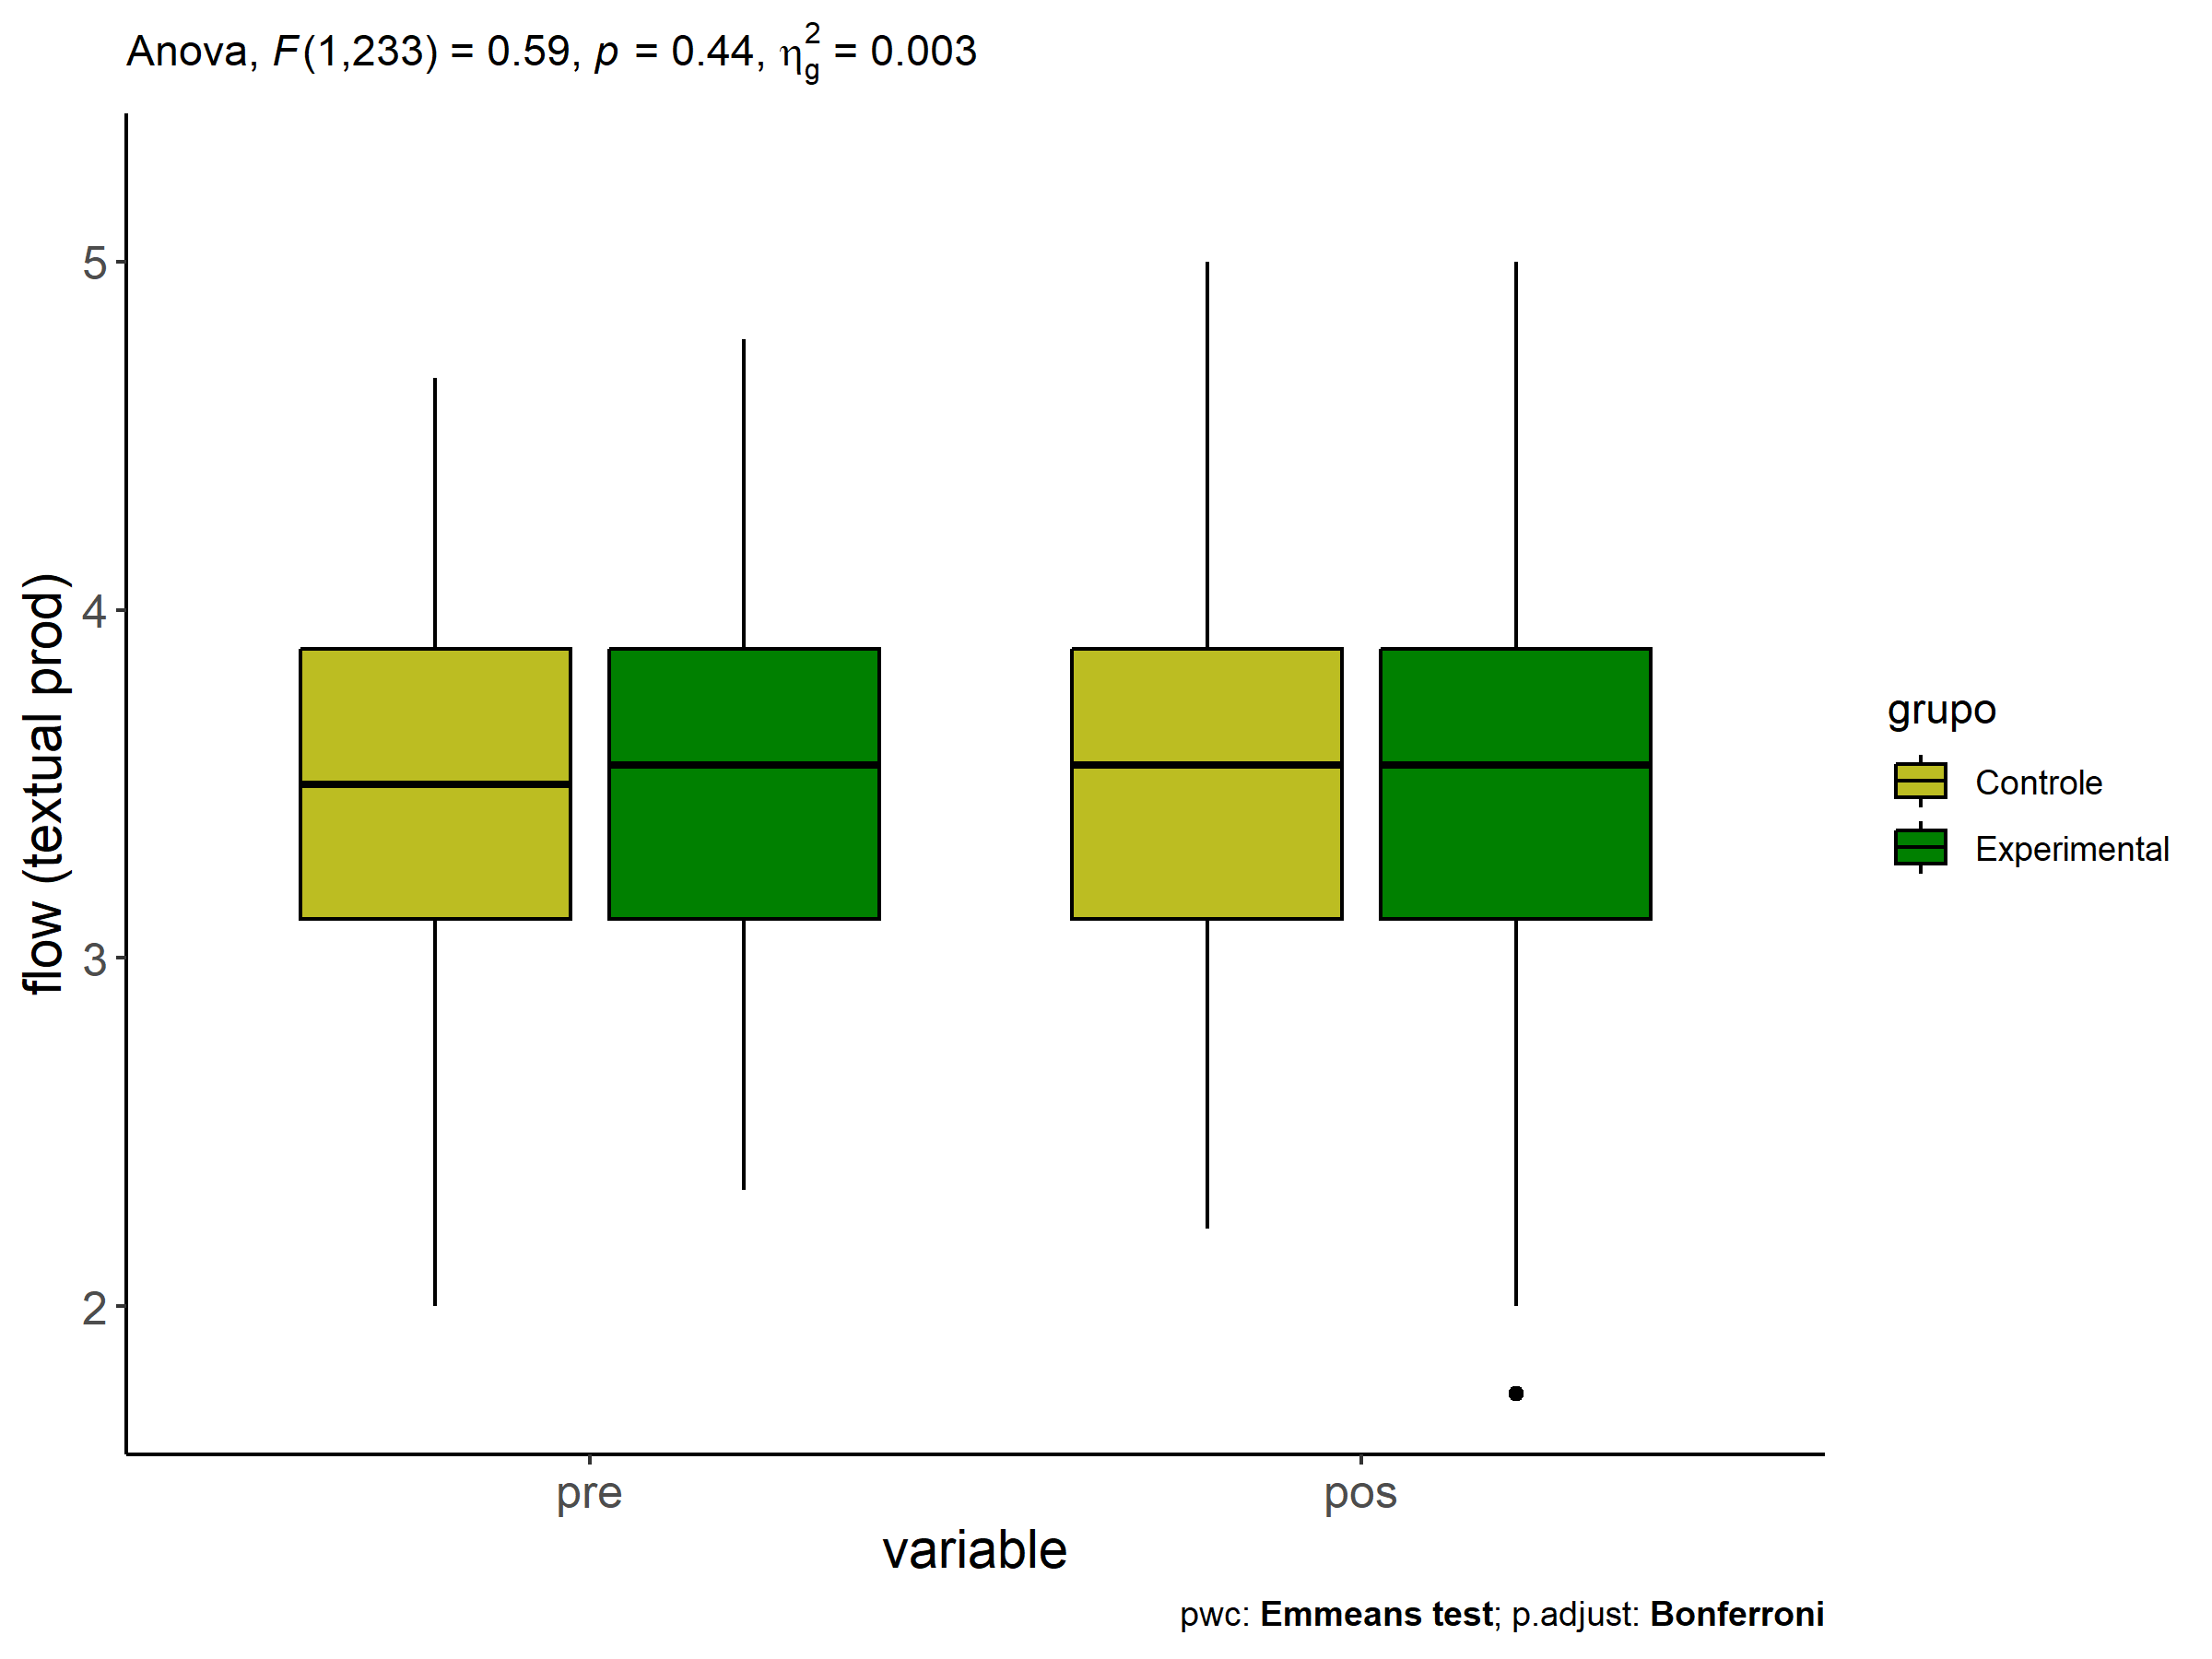 Anova, F(1,233) = 0.59, p = 0.44, η²g = 0.003
flow (textual prod)
5
4
3
2
pre
pos
variable
grupo
Controle
Experimental
pwc: Emmeans test; p.adjust: Bonferroni